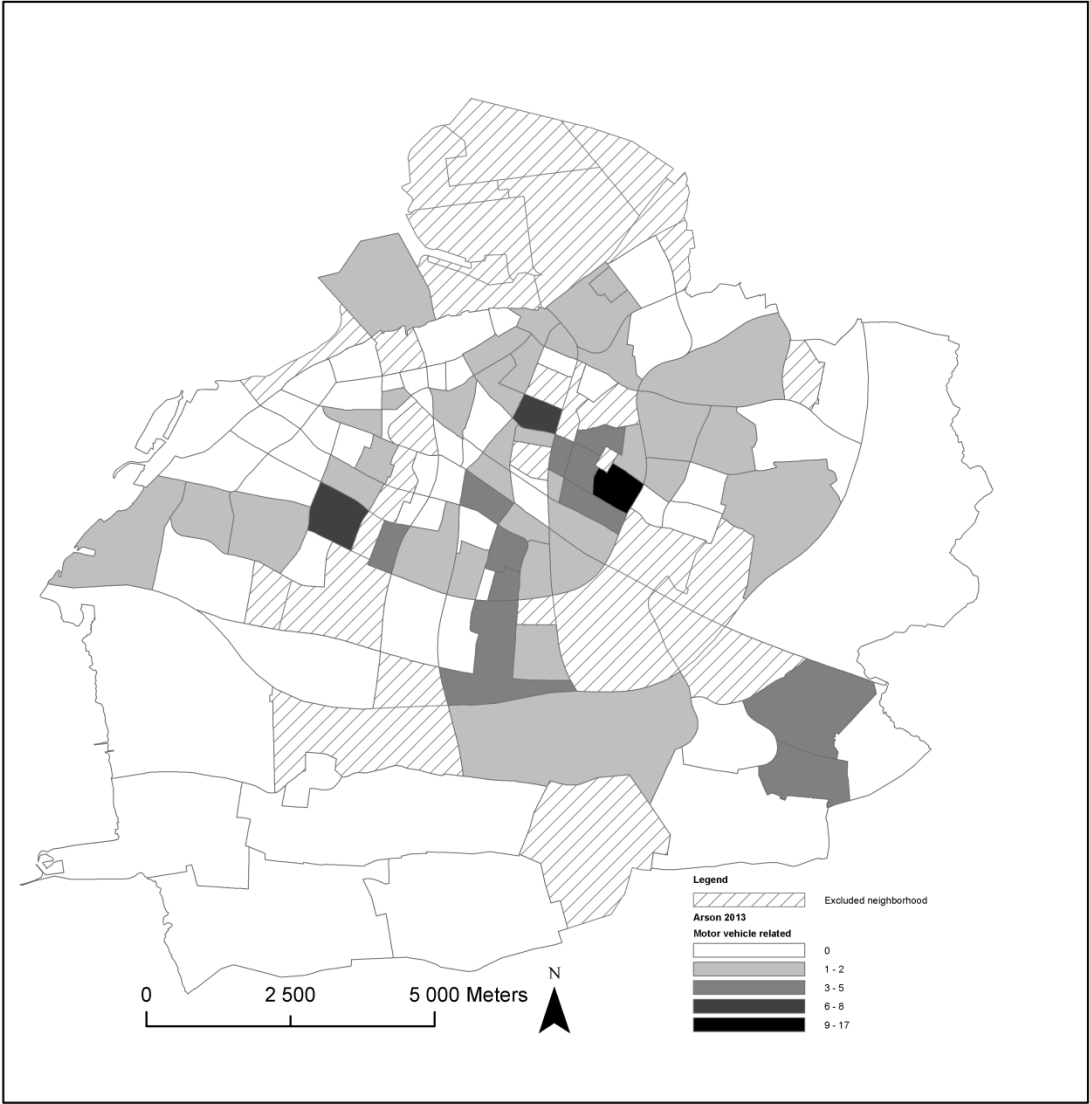 Legend
Excluded neighborhood
Arson 2013
Motor vehicle related
0
1 - 2
3 - 5
6 - 8
9 - 17
N
0 2 500 5 000 Meters